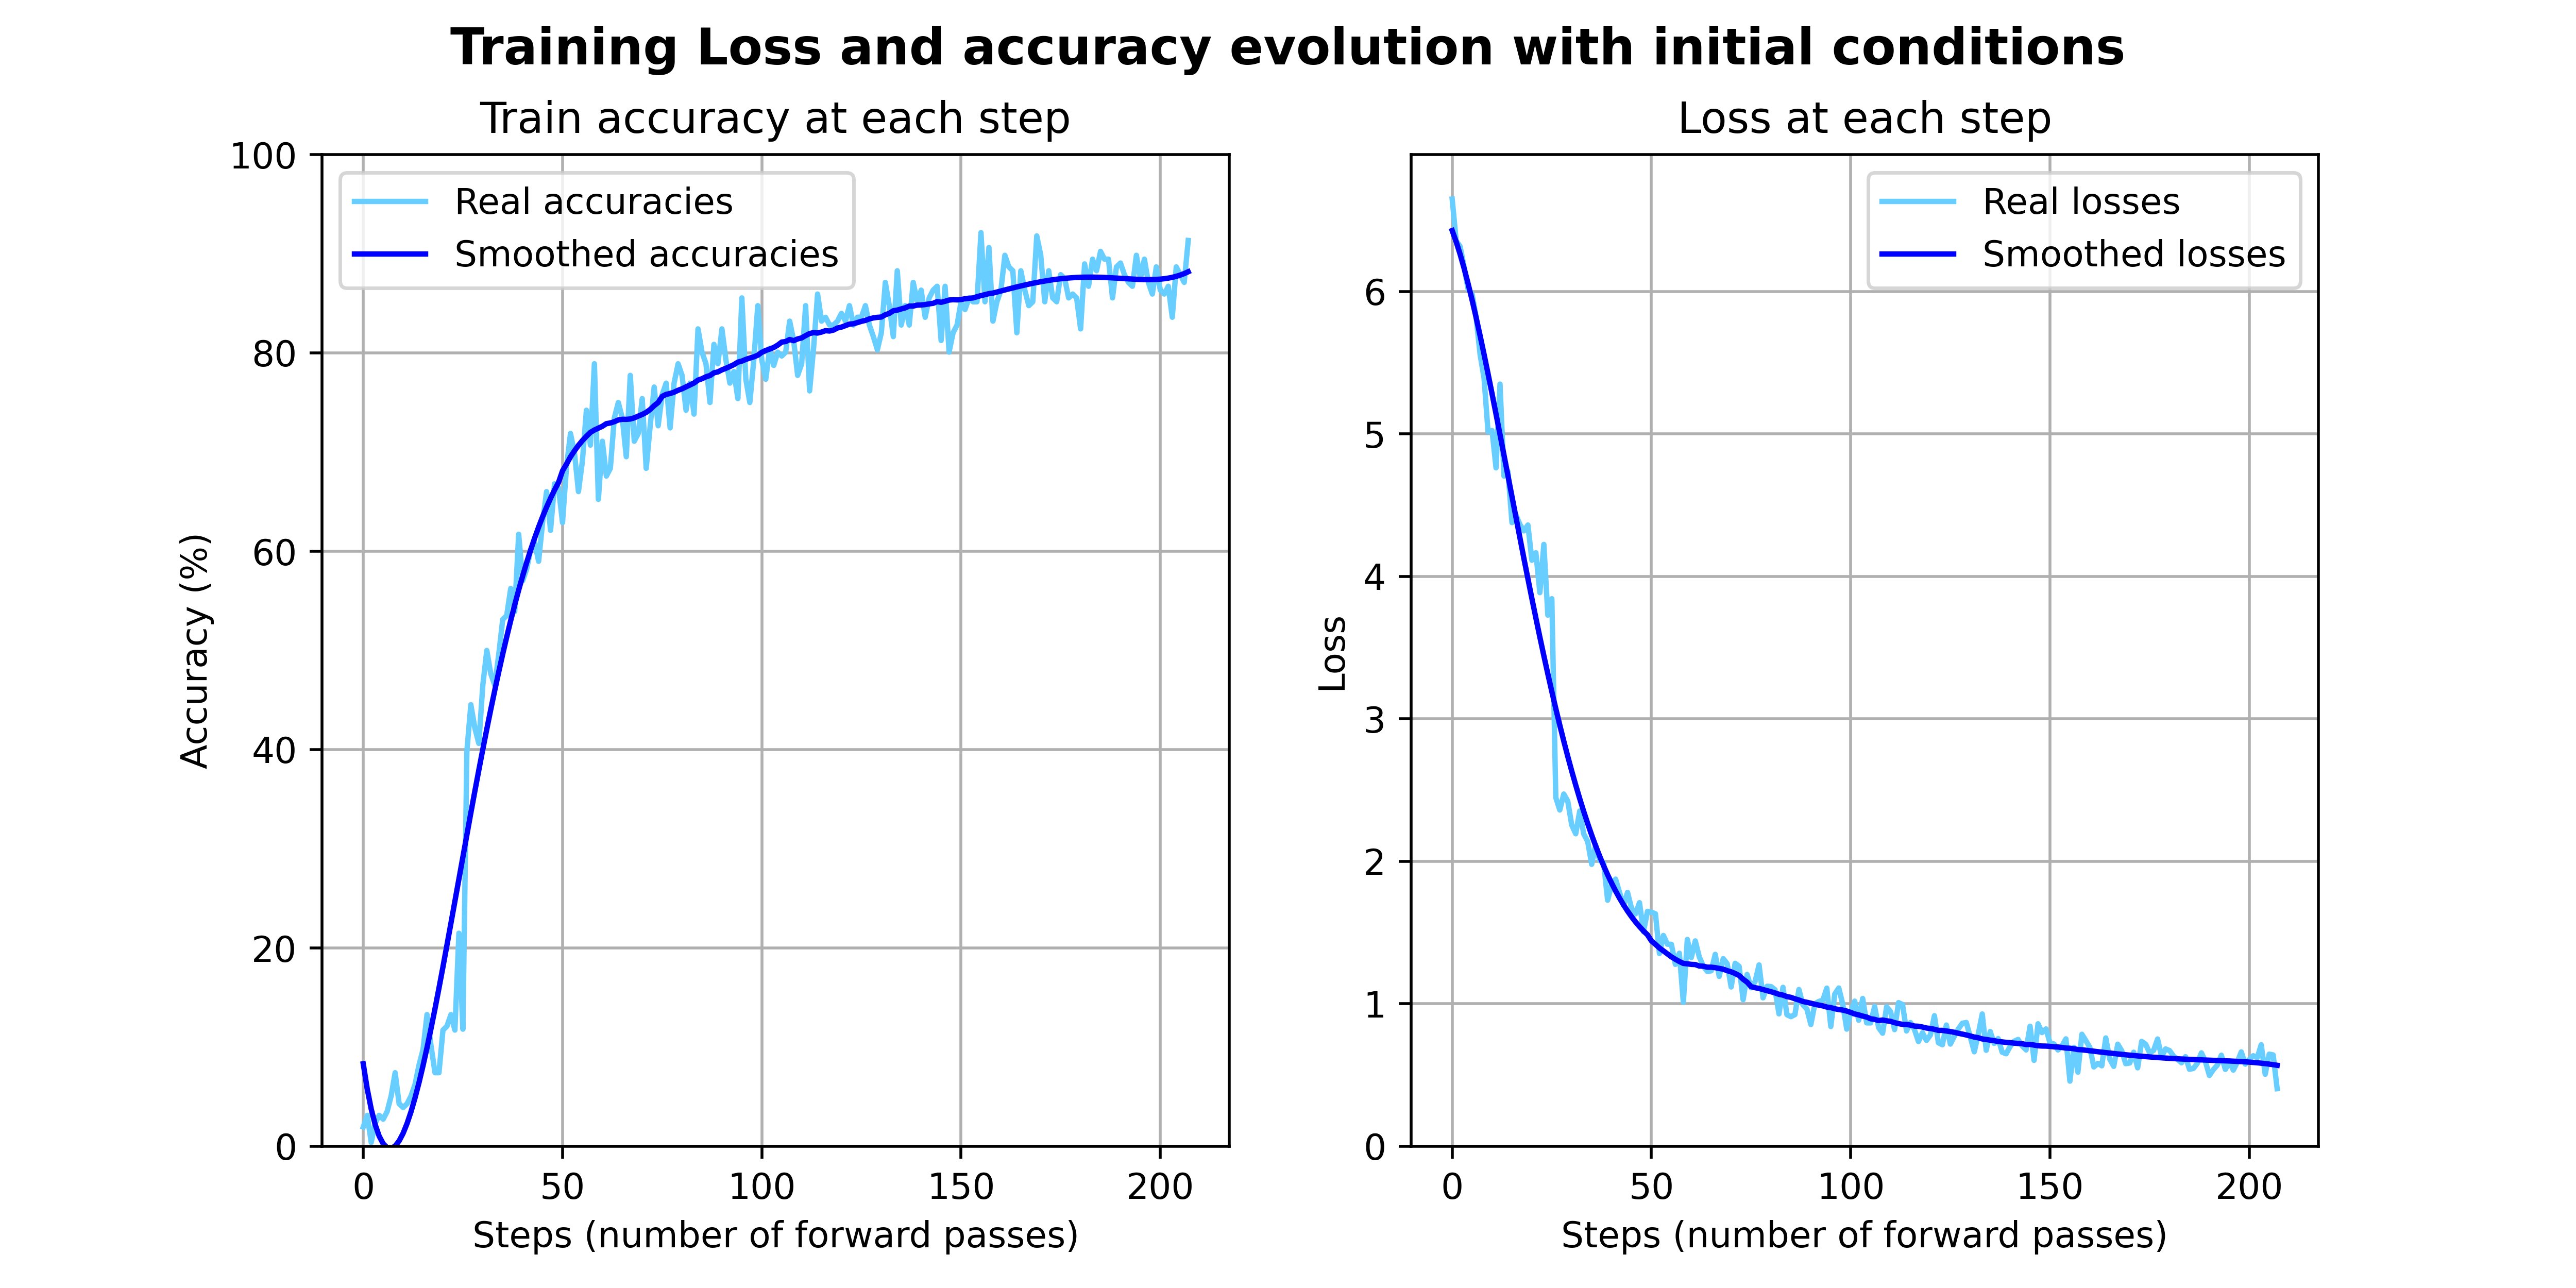 Training Loss and accuracy evolution with initial conditions
Train accuracy at each step
100
80
60
40
20
0
Accuracy (%)
Real accuracies
Smoothed accuracies
0 50 100 150 200
Steps (number of forward passes)
Loss at each step
6
5
4
3
2
1
0
Loss
Real losses
Smoothed losses
0 50 100 150 200
Steps (number of forward passes)